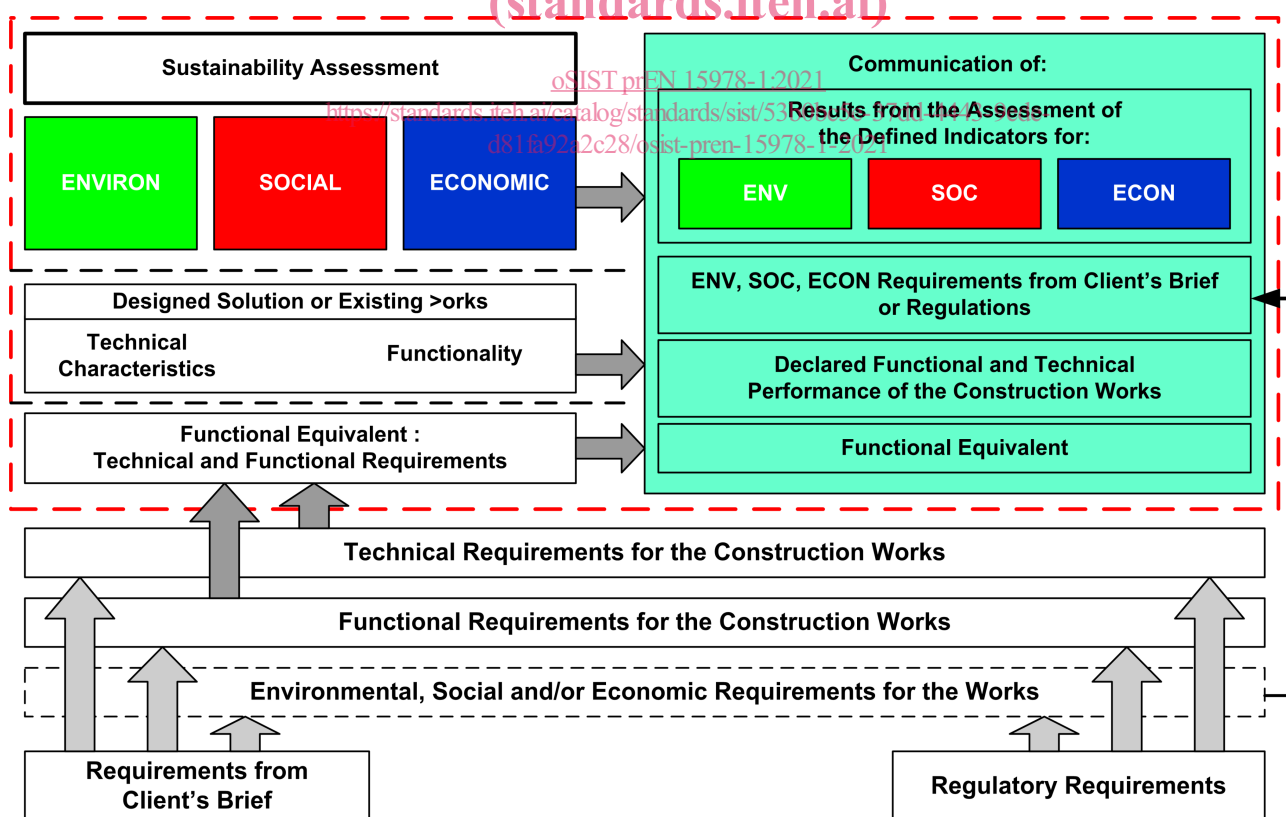 (standards.iteh.ai)
Sustainability Assessment
Communication of:
oSIST prEN 15978-1:2021
Results from the Assessment of
the Defined Indicators for:
d81fa92a2c28/osist-pren-15978-1-2021
ENVIRON
SOCIAL
ECONOMIC
ENV
SOC
ECON
ENV, SOC, ECON Requirements from Client's Brief
or Regulations
Designed Solution or Existing >orks
Technical
Characteristics
Functionality
Declared Functional and Technical
Performance of the Construction Works
Functional Equivalent :
Technical and Functional Requirements
Functional Equivalent
Technical Requirements for the Construction Works
Functional Requirements for the Construction Works
Environmental, Social and/or Economic Requirements for the Works
Requirements from
Client's Brief
Regulatory Requirements